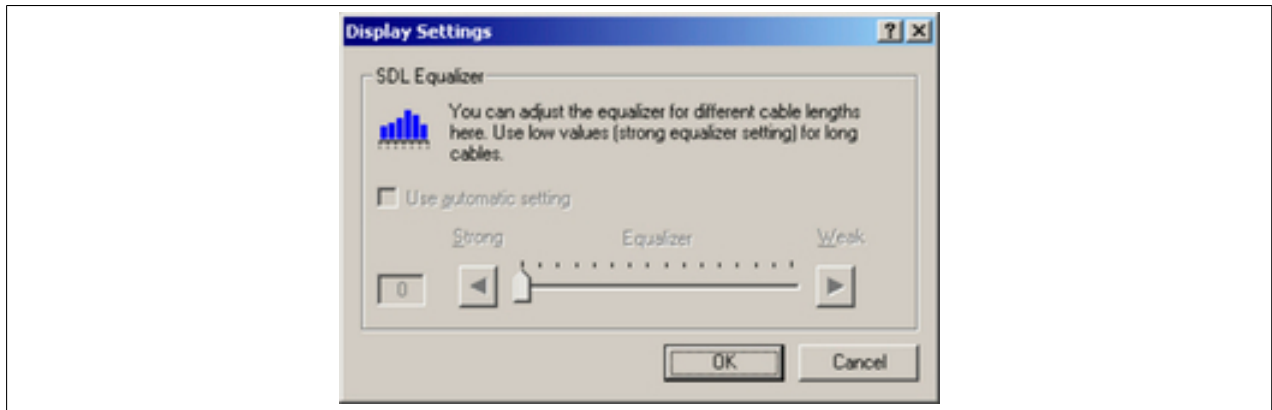 Display Settings
SDL Equalizer
You can adjust the equalizer for different cable lengths
here. Use low values (strong equalizer setting) for long
cables.
Use automatic setting
Strong Equalizer Weak
0
OK Cancel